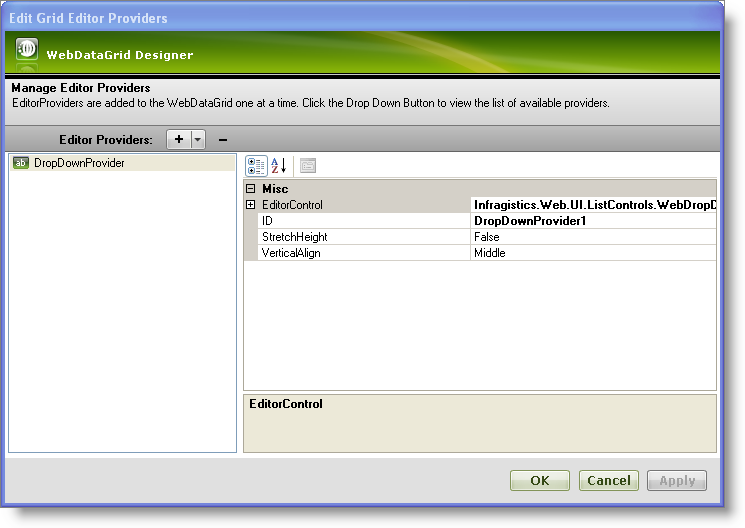 Edit Grid Editor Providers
WebDataGrid Designer
Manage Editor Providers
EditorProviders are added to the WebDataGrid one at a time. Click the Drop Down Button to view the list of available providers.
Editor Providers:
ab DropDownProvider
A
Z
Misc
EditorControl Infragistics.Web.UI.ListControls.WebDropD
ID DropDownProvider1
StretchHeight False
VerticalAlign Middle
EditorControl
OK Cancel Apply